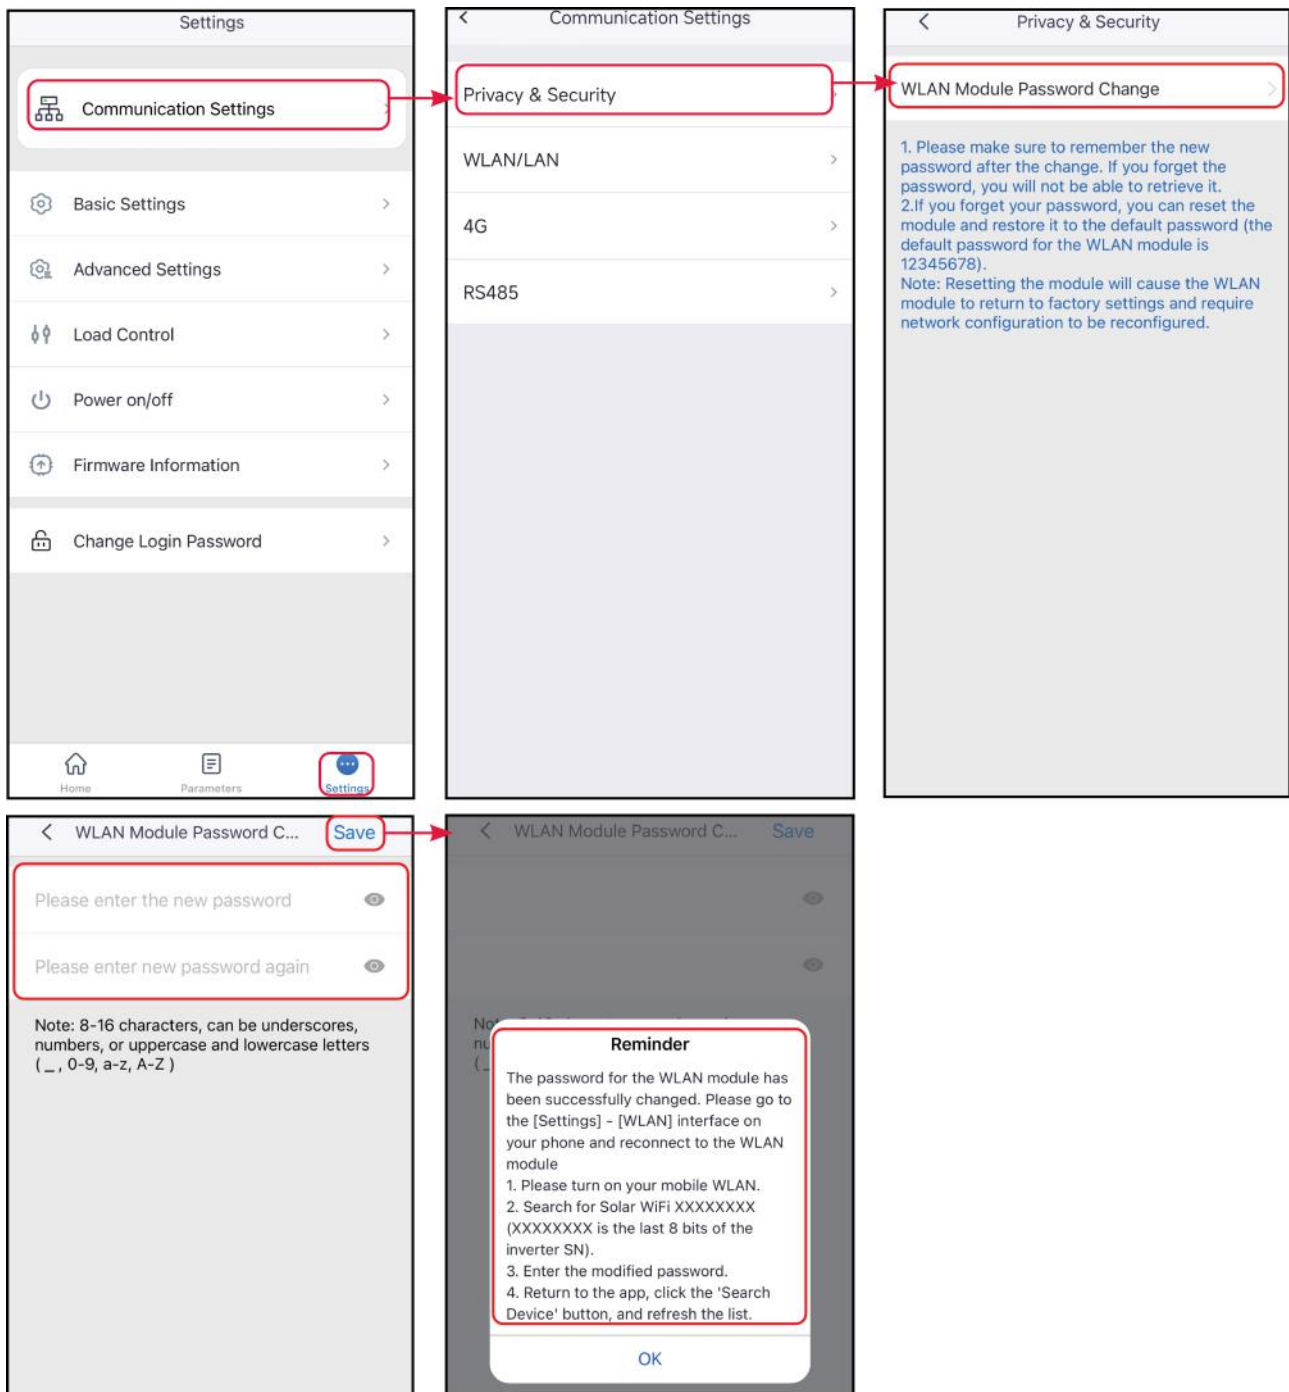 Settings
Communication Settings
Basic Settings
Advanced Settings
Load Control
Power on/off
Firmware Information
Change Login Password
Home
Parameters
Settings
Communication Settings
Privacy & Security
WLAN/LAN
4G
RS485
Privacy & Security
WLAN Module Password Change
1. Please make sure to remember the new
password after the change. If you forget the
password, you will not be able to retrieve it.
2.If you forget your password, you can reset the
module and restore it to the default password (the
default password for the WLAN module is
12345678).
Note: Resetting the module will cause the WLAN
module to return to factory settings and require
network configuration to be reconfigured.
WLAN Module Password C...
Save
Please enter the new password
Please enter new password again
Note: 8-16 characters, can be underscores,
numbers, or uppercase and lowercase letters
( _ , 0-9, a-z, A-Z )
WLAN Module Password C...
Save
Reminder
The password for the WLAN module has
been successfully changed. Please go to
the [Settings] - [WLAN] interface on
your phone and reconnect to the WLAN
module
1. Please turn on your mobile WLAN.
2. Search for Solar WiFi XXXXXXXX
(XXXXXXXX is the last 8 bits of the
inverter SN).
3. Enter the modified password.
4. Return to the app, click the 'Search
Device' button, and refresh the list.
OK